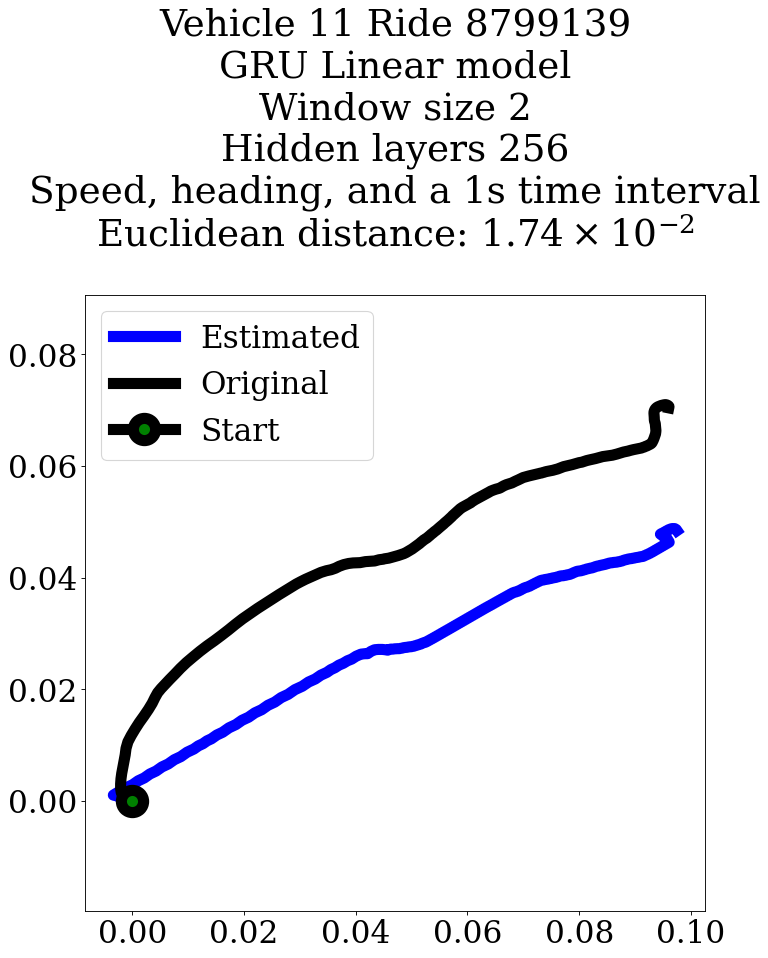 Vehicle 11 Ride 8799139
GRU Linear model
Window size 2
Hidden layers 256
Speed, heading, and a 1s time interval
Euclidean distance: 1.74 × 10⁻²
Estimated
Original
Start
0.08
0.06
0.04
0.02
0.00
0.00 0.02 0.04 0.06 0.08 0.10